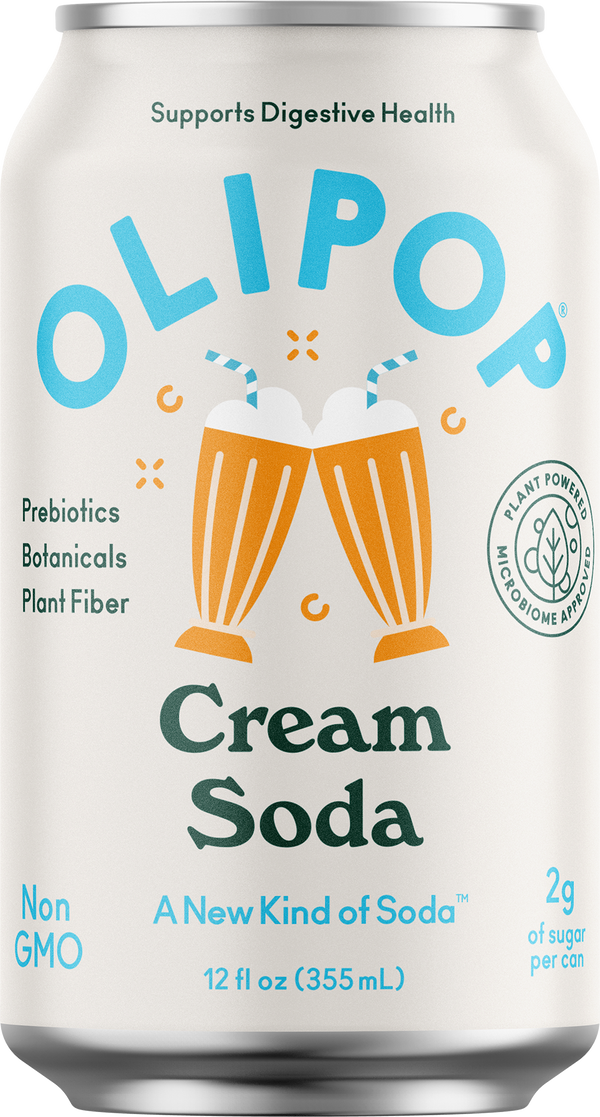 Supports Digestive Health
OLIPOP®
Prebiotics
Botanicals
Plant Fiber
PLANT POWERED
MICROBIOME APPROVED
Cream
Soda
Non
GMO
A New Kind of Soda™
2g
of sugar
per can
12 fl oz (355 mL)